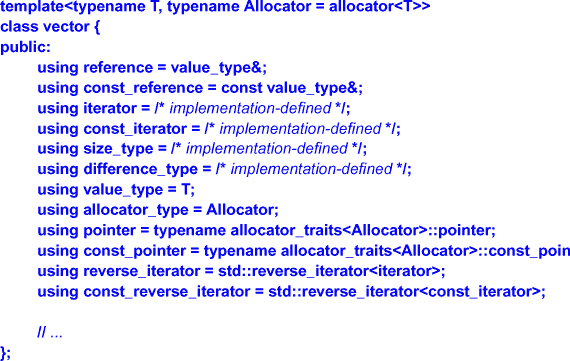 template<typename T, typename Allocator = allocator<T>>
class vector {
public:
using reference = value_type&;
using const_reference = const value_type&;
using iterator = /* implementation-defined */;
using const_iterator = /* implementation-defined */;
using size_type = /* implementation-defined */;
using difference_type = /* implementation-defined */;
using value_type = T;
using allocator_type = Allocator;
using pointer = typename allocator_traits<Allocator>::pointer;
using const_pointer = typename allocator_traits<Allocator>::const_poin
using reverse_iterator = std::reverse_iterator<iterator>;
using const_reverse_iterator = std::reverse_iterator<const_iterator>;
// ...
};